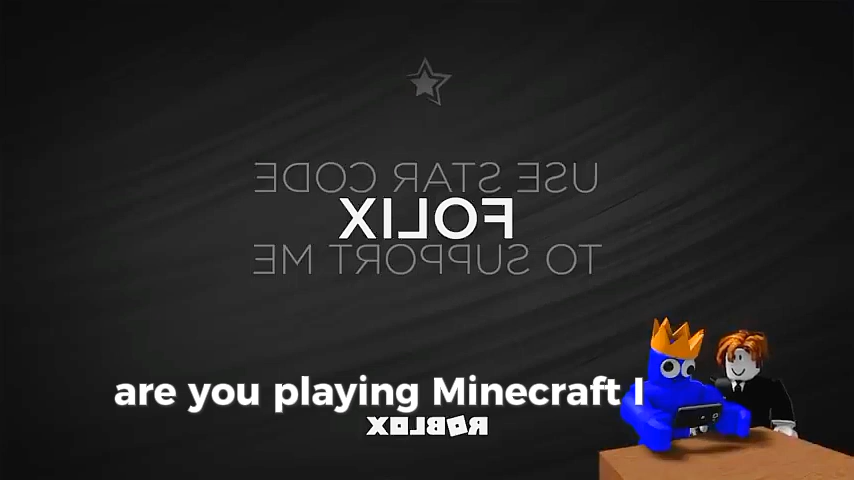 USE STAR CODE
FOLIX
TO SUPPORT ME
are you playing Minecraft I
ROBLOX